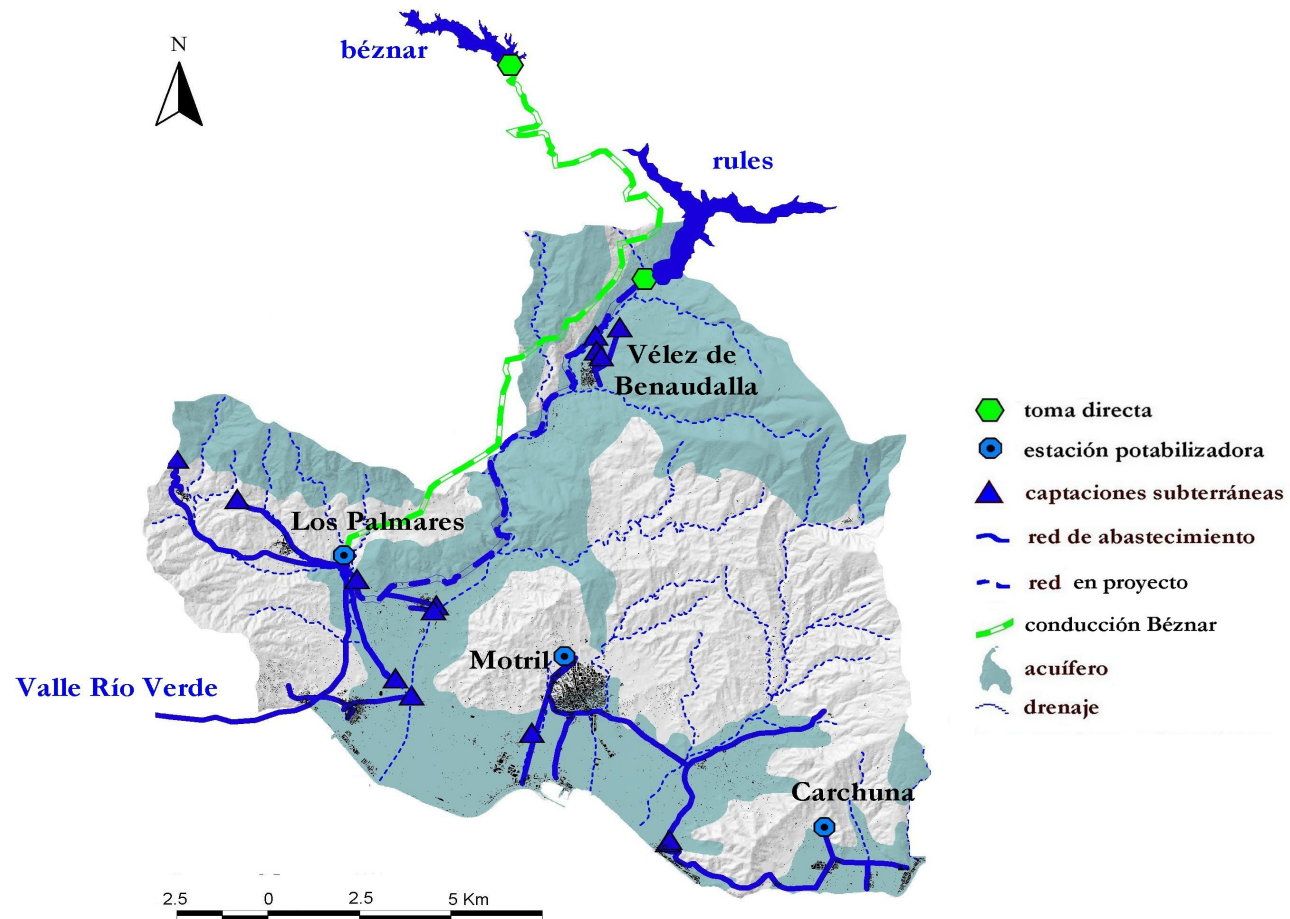 N
béznar
rules
Vélez de
Benaudalla
Los Palmares
Motril
Valle Río Verde
Carchuna
toma directa
estación potabilizadora
captaciones subterráneas
red de abastecimiento
red en proyecto
conducción Béznar
acuífero
drenaje
2.5 0 2.5 5 Km